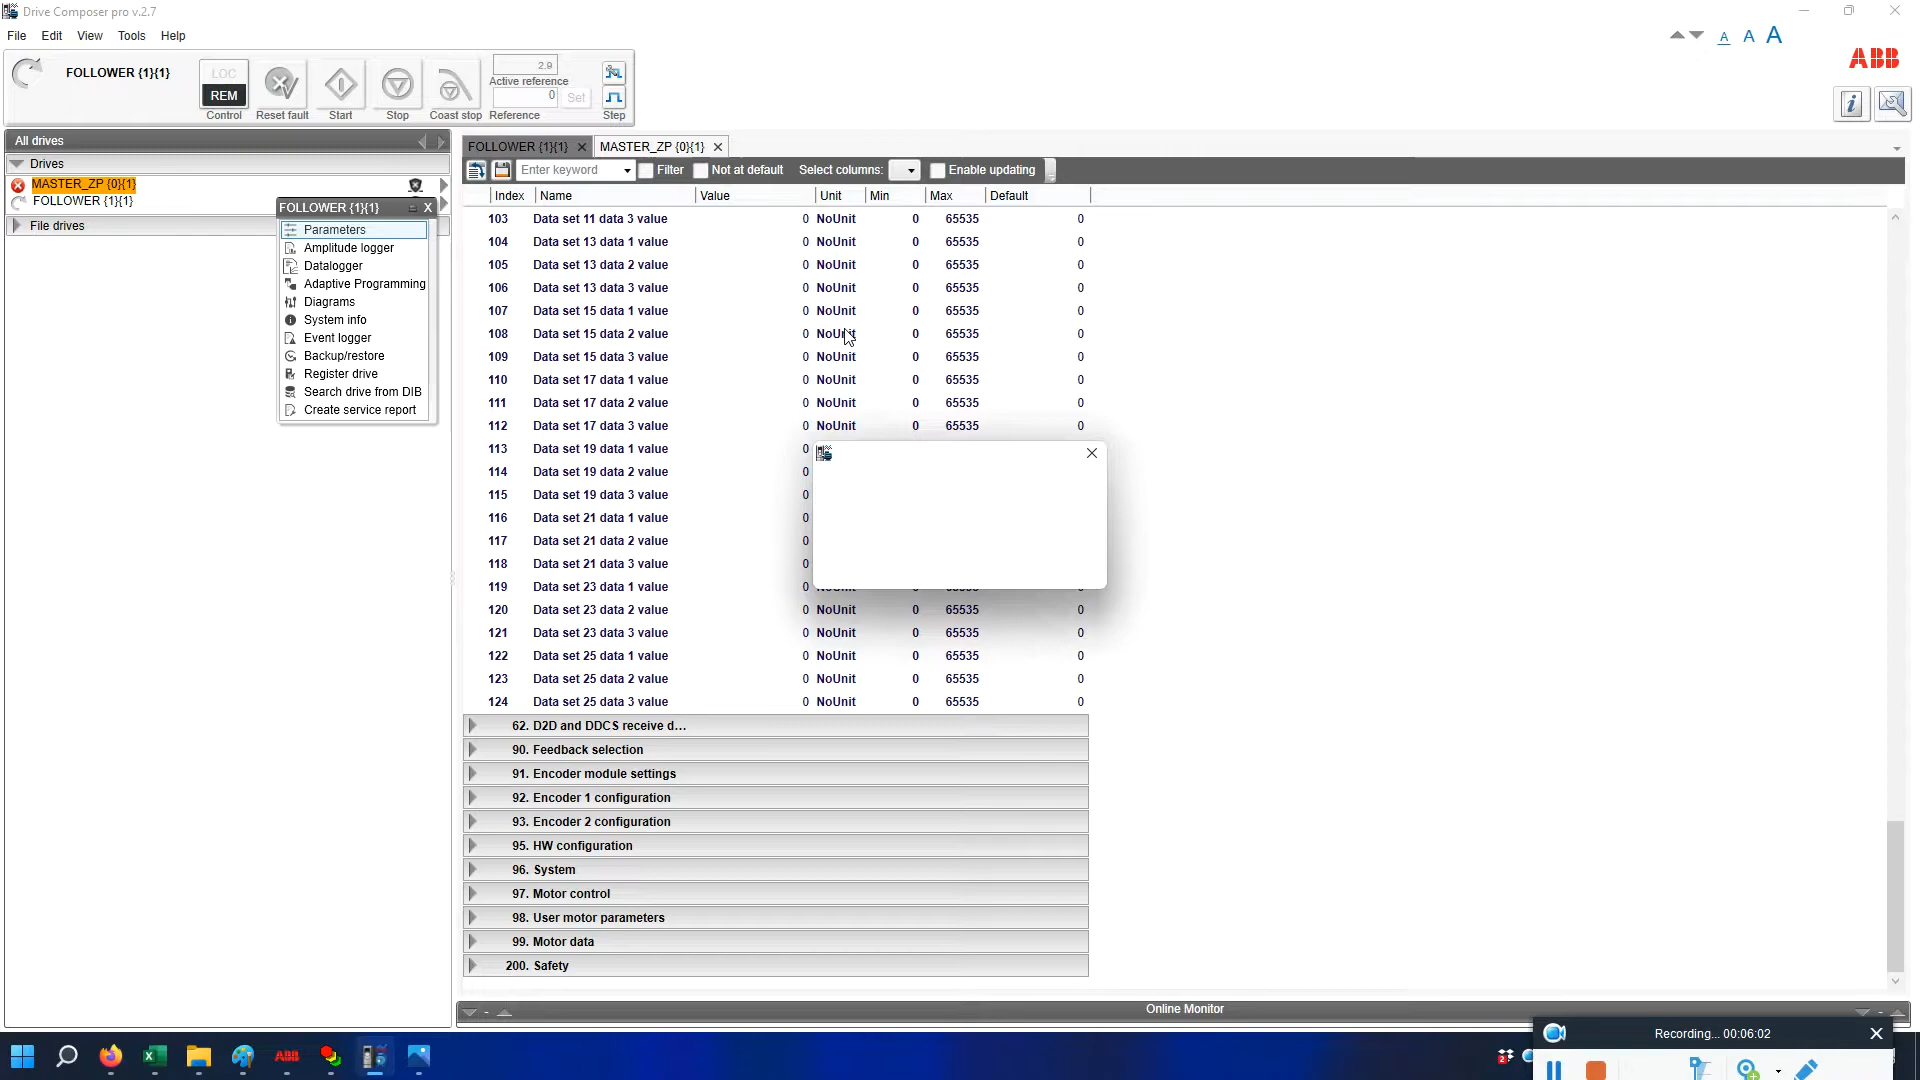 Drive Composer pro v.2.7
File Edit View Tools Help
A A A
ABB
FOLLOWER {1}{1}
LOC
REM
Control
Reset fault
Start
Stop
Coast stop
2.9
Active reference
0 Set
Reference
Step
All drives
Drives
MASTER_ZP {0}{1}
FOLLOWER {1}{1}
File drives
FOLLOWER {1}{1} X
Parameters
Amplitude logger
Datalogger
Adaptive Programming
Diagrams
System info
Event logger
Backup/restore
Register drive
Search drive from DIB
Create service report
FOLLOWER {1}{1} MASTER_ZP {0}{1}
Enter keyword Filter Not at default Select columns: Enable updating
Index Name Value Unit Min Max Default
103 Data set 11 data 3 value 0 NoUnit 0 65535 0
104 Data set 13 data 1 value 0 NoUnit 0 65535 0
105 Data set 13 data 2 value 0 NoUnit 0 65535 0
106 Data set 13 data 3 value 0 NoUnit 0 65535 0
107 Data set 15 data 1 value 0 NoUnit 0 65535 0
108 Data set 15 data 2 value 0 NoUnit 0 65535 0
109 Data set 15 data 3 value 0 NoUnit 0 65535 0
110 Data set 17 data 1 value 0 NoUnit 0 65535 0
111 Data set 17 data 2 value 0 NoUnit 0 65535 0
112 Data set 17 data 3 value 0 NoUnit 0 65535 0
113 Data set 19 data 1 value 0
114 Data set 19 data 2 value 0
115 Data set 19 data 3 value 0
116 Data set 21 data 1 value 0
117 Data set 21 data 2 value 0
118 Data set 21 data 3 value 0
119 Data set 23 data 1 value 0 NoUnit 0 65535
120 Data set 23 data 2 value 0 NoUnit 0 65535 0
121 Data set 23 data 3 value 0 NoUnit 0 65535 0
122 Data set 25 data 1 value 0 NoUnit 0 65535 0
123 Data set 25 data 2 value 0 NoUnit 0 65535 0
124 Data set 25 data 3 value 0 NoUnit 0 65535 0
62. D2D and DDCS receive d...
90. Feedback selection
91. Encoder module settings
92. Encoder 1 configuration
93. Encoder 2 configuration
95. HW configuration
96. System
97. Motor control
98. User motor parameters
99. Motor data
200. Safety
Online Monitor
Recording... 00:06:02
ABB
2